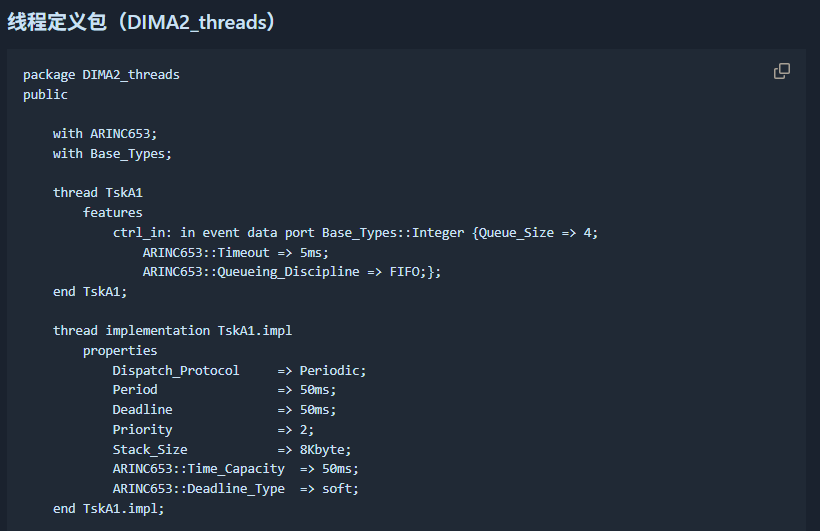 线程定义包（DIMA2_threads）
package DIMA2_threads
public
with ARINC653;
with Base_Types;
thread TskA1
features
ctrl_in: in event data port Base_Types::Integer {Queue_Size => 4;
ARINC653::Timeout => 5ms;
ARINC653::Queueing_Discipline => FIFO;};
end TskA1;
thread implementation TskA1.impl
properties
Dispatch_Protocol => Periodic;
Period => 50ms;
Deadline => 50ms;
Priority => 2;
Stack_Size => 8Kbyte;
ARINC653::Time_Capacity => 50ms;
ARINC653::Deadline_Type => soft;
end TskA1.impl;